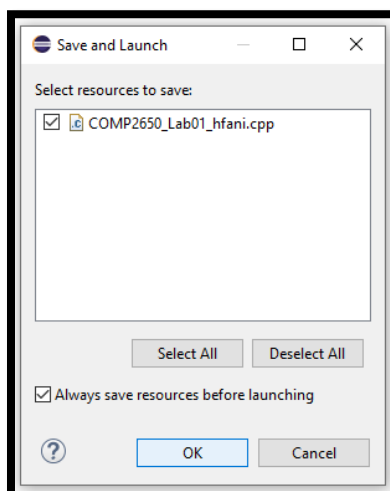 Save and Launch
Select resources to save:
COMP2650_Lab01_hfani.cpp
Select All Deselect All
Always save resources before launching
OK Cancel